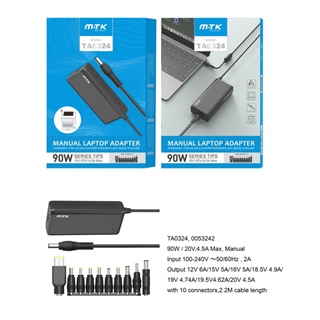 M-TK
MODEL
TA0324
MANUAL LAPTOP ADAPTER
90W SERIES TIPS
M-TK
MODEL
TA0324
MANUAL LAPTOP ADAPTER
90W SERIES TIPS
M-TK
TA0324, 0053242
90W / 20V,4.5A Max, Manual
Input 100-240V ～50/60Hz , 2A
Output 12V 6A/15V 5A/16V 5A/18.5V 4.9A/
19V 4.74A/19.5V4.62A/20V 4.5A
with 10 connectors,2.2M cable length